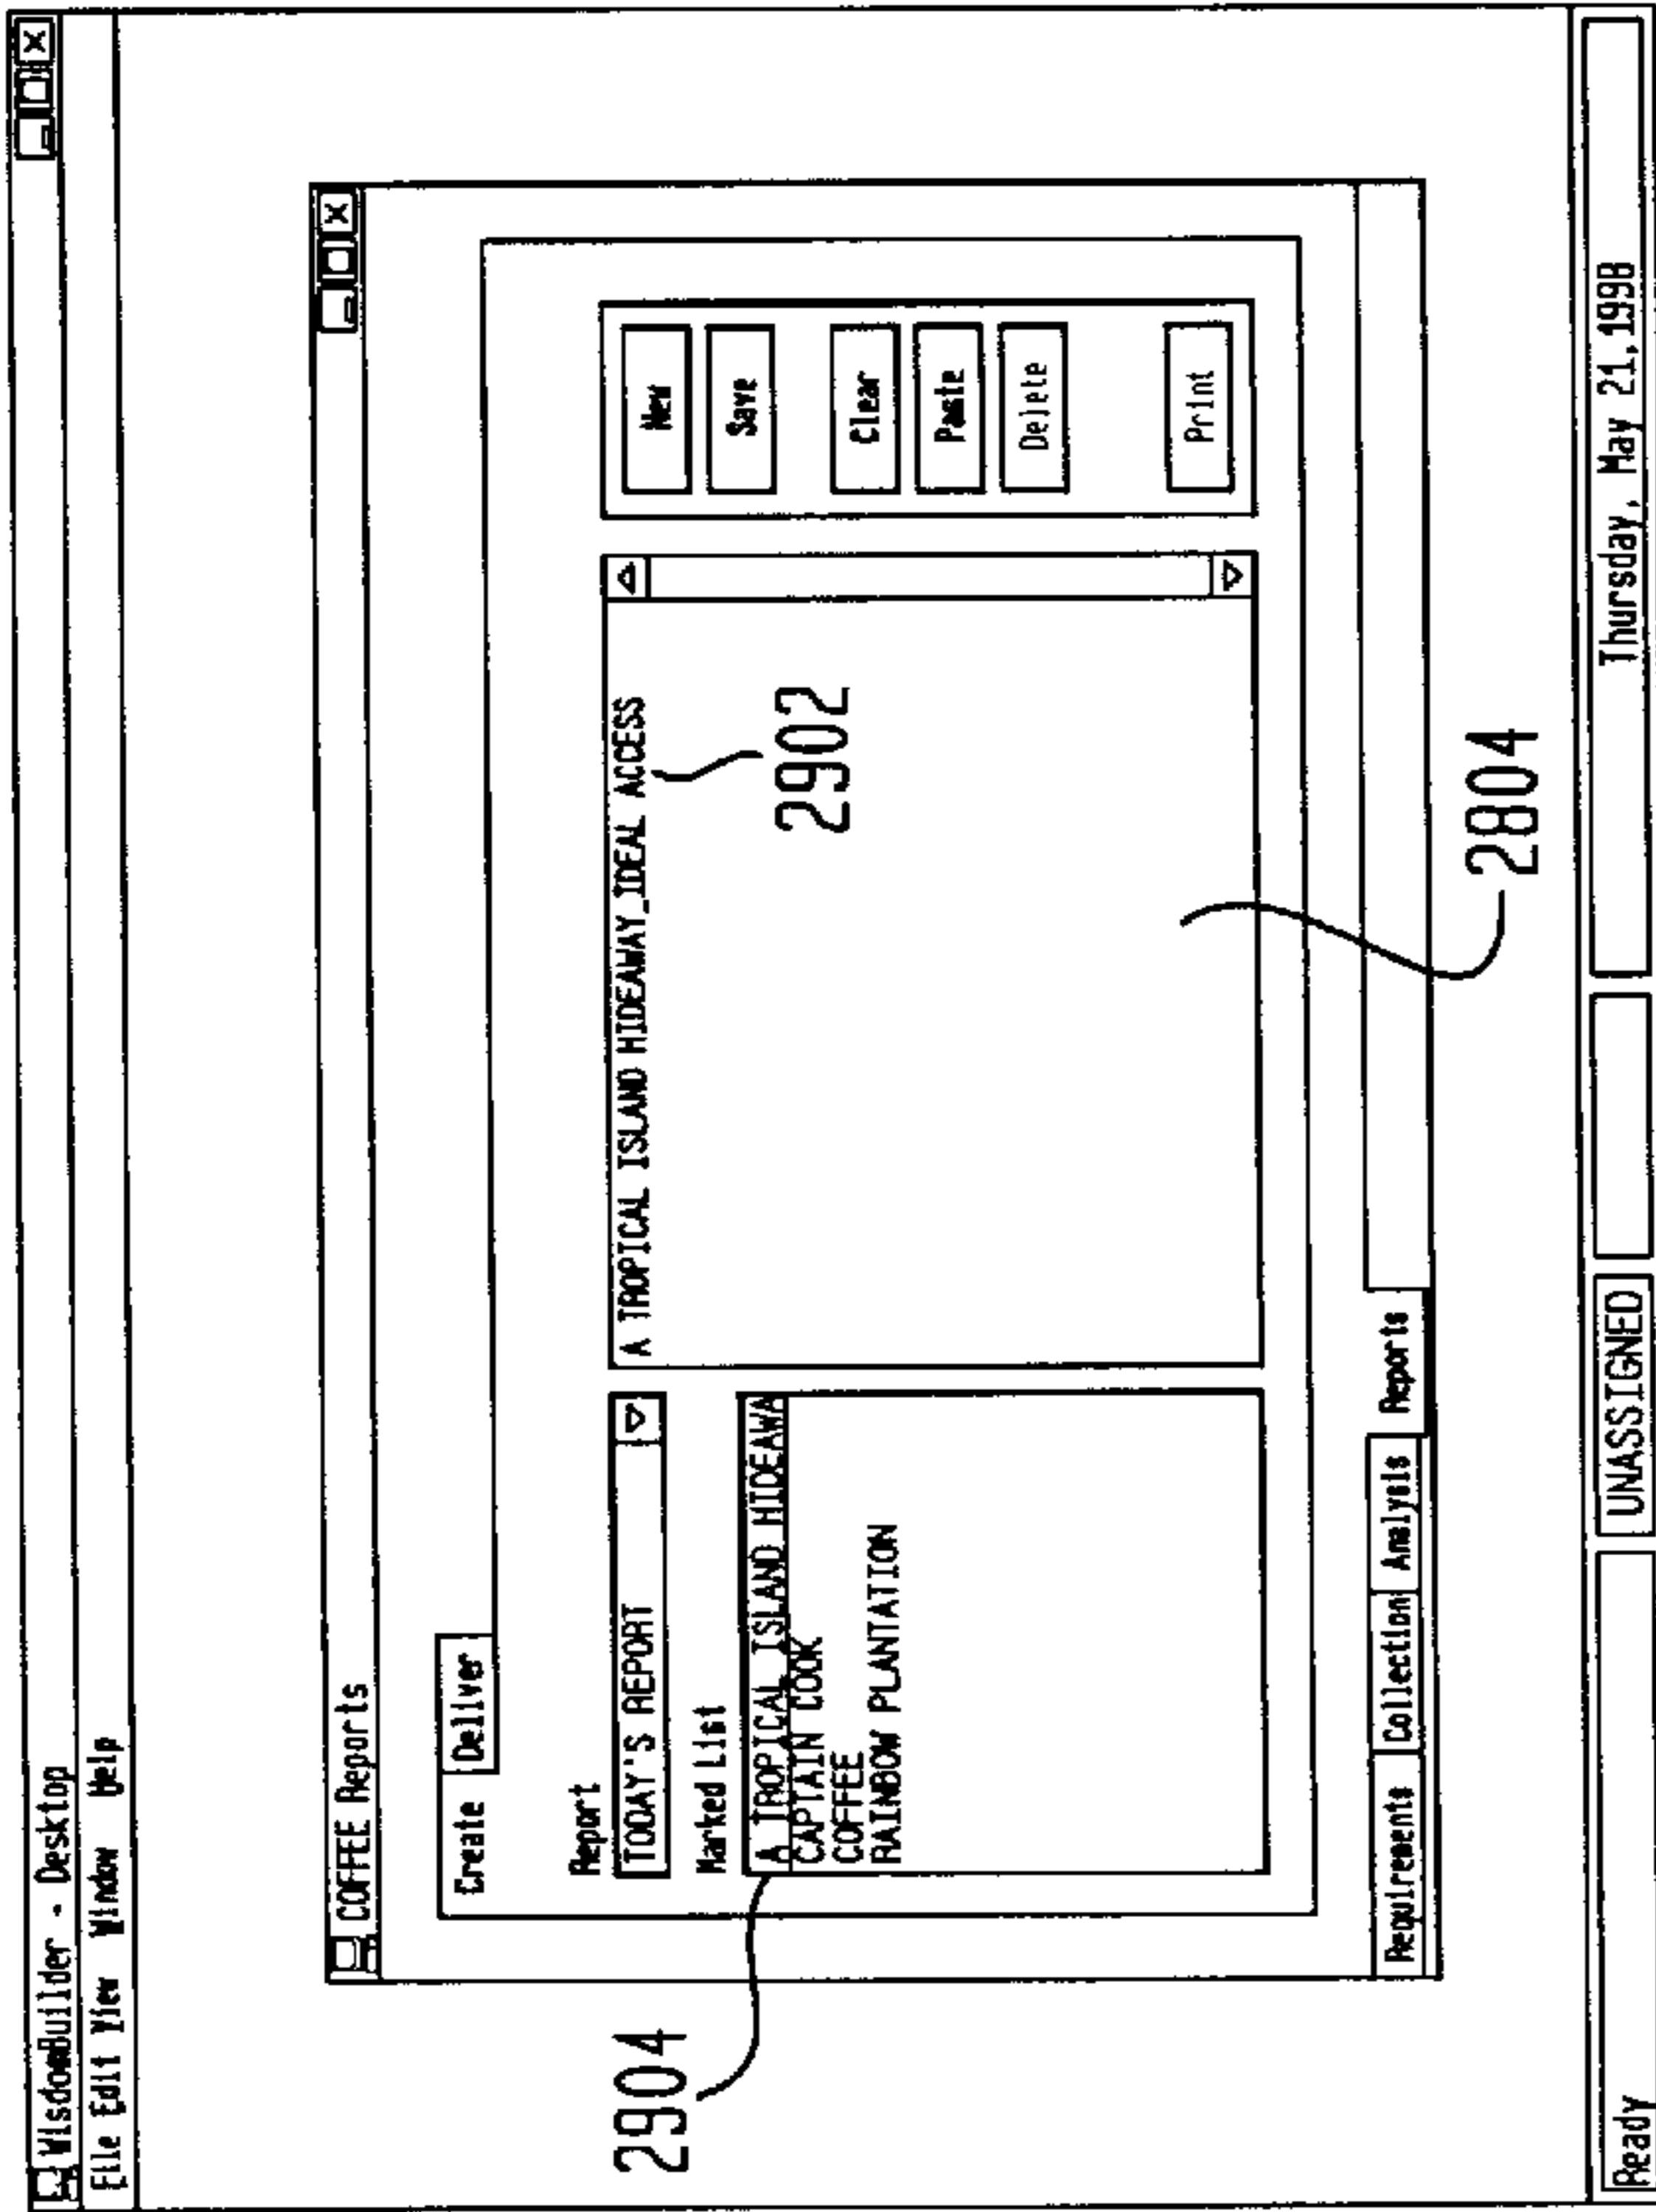 WisdomBuilder - Desktop
File Edit View Window Help
COFFEE Reports
Create Deliver
Report
TODAY'S REPORT
Marked List
A TROPICAL ISLAND HIDEAWA
CAPTAIN COOK
COFFEE
RAINBOW PLANTATION
A TROPICAL ISLAND HIDEAWAY_IDEAL ACCESS
New
Save
Clear
Paste
Delete
Print
2902
2904
2804
Requirements Collection Analysis Reports
Ready UNASSIGNED Thursday, May 21, 1998